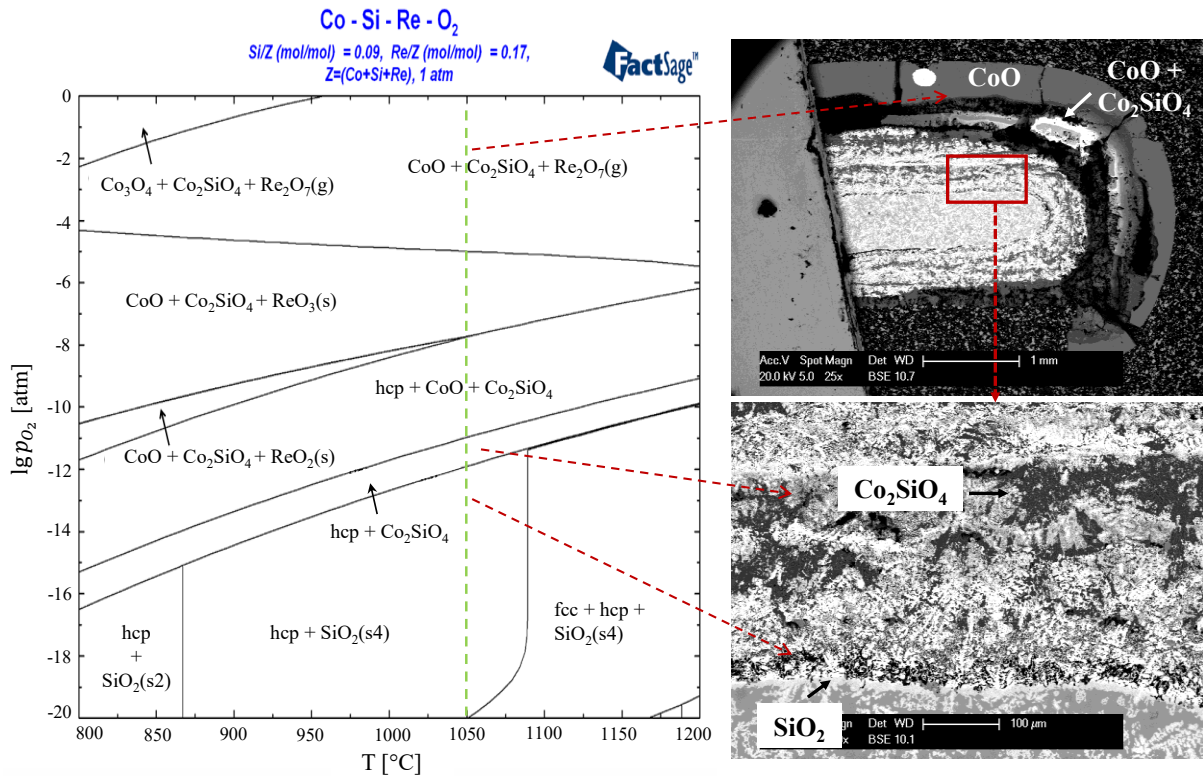 Co - Si - Re - O₂
Si/Z (mol/mol) = 0.09, Re/Z (mol/mol) = 0.17,
Z=(Co+Si+Re), 1 atm
FactSage™
0
-2
-4
-6
-8
-10
-12
-14
-16
-18
-20
lg p_O₂ [atm]
Co₃O₄ + Co₂SiO₄ + Re₂O₇(g)
CoO + Co₂SiO₄ + Re₂O₇(g)
CoO + Co₂SiO₄ + ReO₃(s)
hcp + CoO + Co₂SiO₄
CoO + Co₂SiO₄ + ReO₂(s)
hcp + Co₂SiO₄
hcp
+
SiO₂(s2)
hcp + SiO₂(s4)
fcc + hcp +
SiO₂(s4)
800
850
900
950
1000
1050
1100
1150
1200
T [°C]
CoO
CoO +
Co₂SiO₄
Acc.V Spot Magn Det WD
20.0 kV 5.0 25x BSE 10.7
1 mm
Co₂SiO₄
SiO₂
Magn Det WD
x BSE 10.1
100 µm